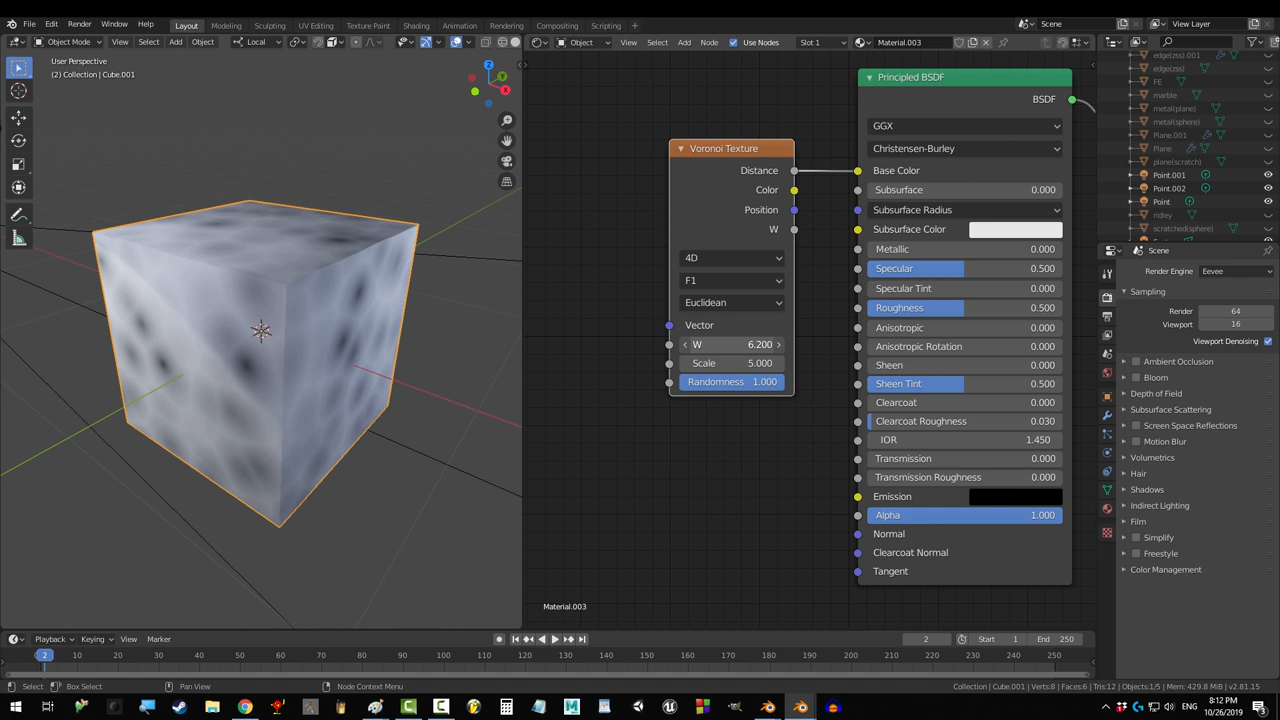 File Edit Render Window Help Layout Modeling Sculpting UV Editing Texture Paint Shading Animation Rendering Compositing Scripting + Scene View Layer
Object Mode View Select Add Object Local Object View Select Add Node Use Nodes Slot 1 Material.003
User Perspective
(2) Collection | Cube.001
edge(zss).001
edge(zss)
FE
marble
metal(plane)
metal(sphere)
Plane.001
Plane
plane(scratch)
Point.001
Point.002
Point
ridley
scratched(sphere)
Z
Y
X
Voronoi Texture
Distance
Color
Position
W
4D
F1
Euclidean
Vector
W 6.200
Scale 5.000
Randomness 1.000
Principled BSDF
BSDF
GGX
Christensen-Burley
Base Color
Subsurface 0.000
Subsurface Radius
Subsurface Color
Metallic 0.000
Specular 0.500
Specular Tint 0.000
Roughness 0.500
Anisotropic 0.000
Anisotropic Rotation 0.000
Sheen 0.000
Sheen Tint 0.500
Clearcoat 0.000
Clearcoat Roughness 0.030
IOR 1.450
Transmission 0.000
Transmission Roughness 0.000
Emission
Alpha 1.000
Normal
Clearcoat Normal
Tangent
Material.003
Scene
Render Engine Eevee
Sampling
Render 64
Viewport 16
Viewport Denoising
Ambient Occlusion
Bloom
Depth of Field
Subsurface Scattering
Screen Space Reflections
Motion Blur
Volumetrics
Hair
Shadows
Indirect Lighting
Film
Simplify
Freestyle
Color Management
Playback Keying View Marker 2 Start 1 End 250
2 10 20 30 40 50 60 70 80 90 100 110 120 130 140 150 160 170 180 190 200 210 220 230 240 250
Select Box Select Pan View Node Context Menu Collection | Cube.001 | Verts:8 | Faces:6 | Tris:12 | Objects:1/5 | Mem: 429.8 MiB | v2.81.15
8:12 PM
10/26/2019